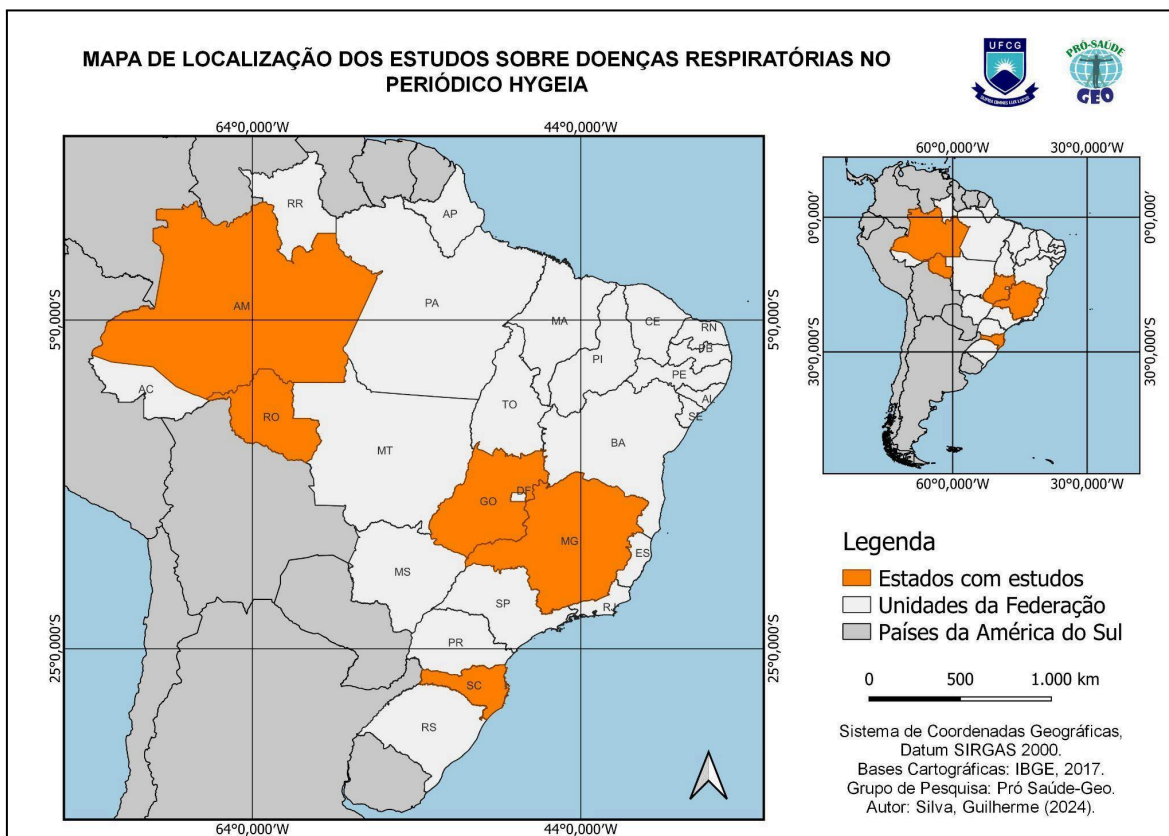 MAPA DE LOCALIZAÇÃO DOS ESTUDOS SOBRE DOENÇAS RESPIRATÓRIAS NO
PERIÓDICO HYGEIA
UFCG
PRÓ-SAÚDE
GEO
64°0,000'W
44°0,000'W
5°0,000'S
5°0,000'S
25°0,000'S
25°0,000'S
RR
AP
AM
PA
MA
CE
RN
PB
PI
PE
AC
AL
TO
SE
RO
BA
MT
DF
GO
MG
ES
MS
SP
RJ
PR
SC
RS
64°0,000'W
44°0,000'W
60°0,000'W
30°0,000'W
0°0,000'
0°0,000'
30°0,000'S
30°0,000'S
60°0,000'W
30°0,000'W
Legenda
Estados com estudos
Unidades da Federação
Países da América do Sul
0
500
1.000 km
Sistema de Coordenadas Geográficas,
Datum SIRGAS 2000.
Bases Cartográficas: IBGE, 2017.
Grupo de Pesquisa: Pró Saúde-Geo.
Autor: Silva, Guilherme (2024).